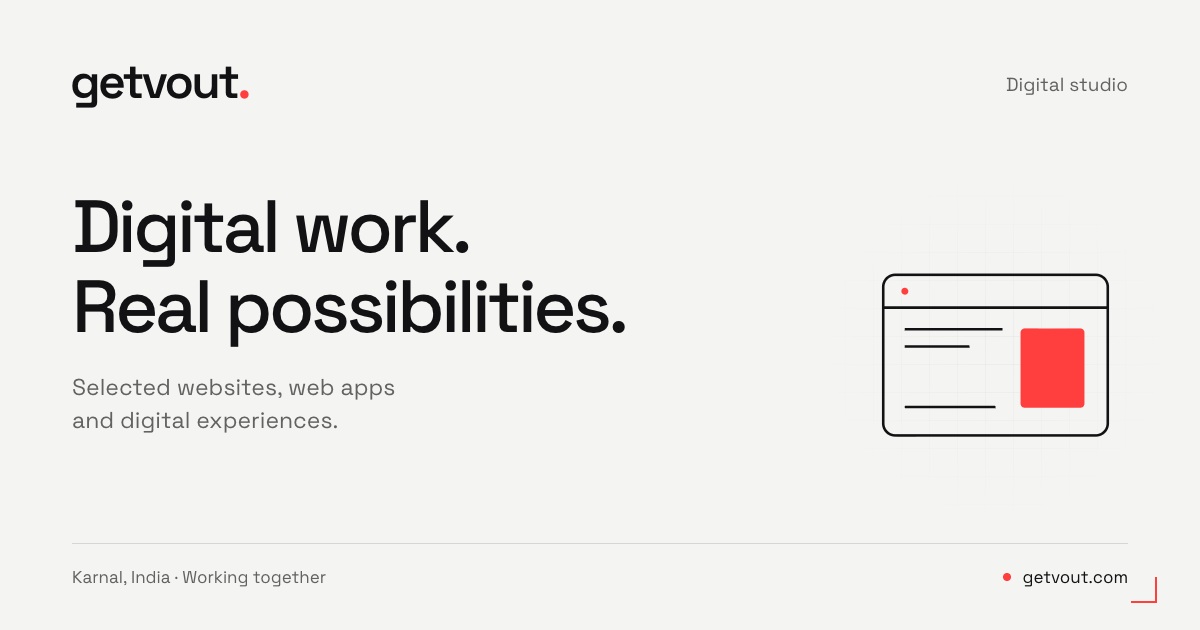 getvout.
Digital studio
Digital work.
Real possibilities.
Selected websites, web apps
and digital experiences.
Karnal, India · Working together
getvout.com